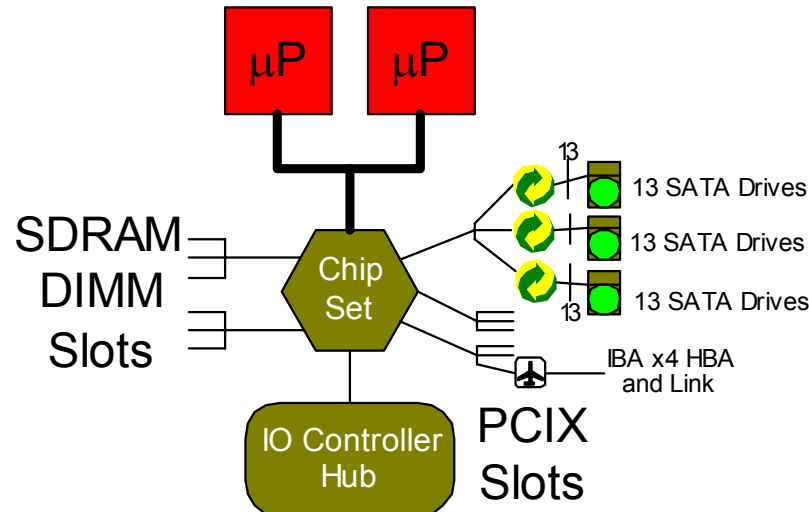 μP
μP
13
13 SATA Drives
13 SATA Drives
13 SATA Drives
13
SDRAM
DIMM
Slots
Chip
Set
IBA x4 HBA
and Link
IO Controller
Hub
PCIX
Slots